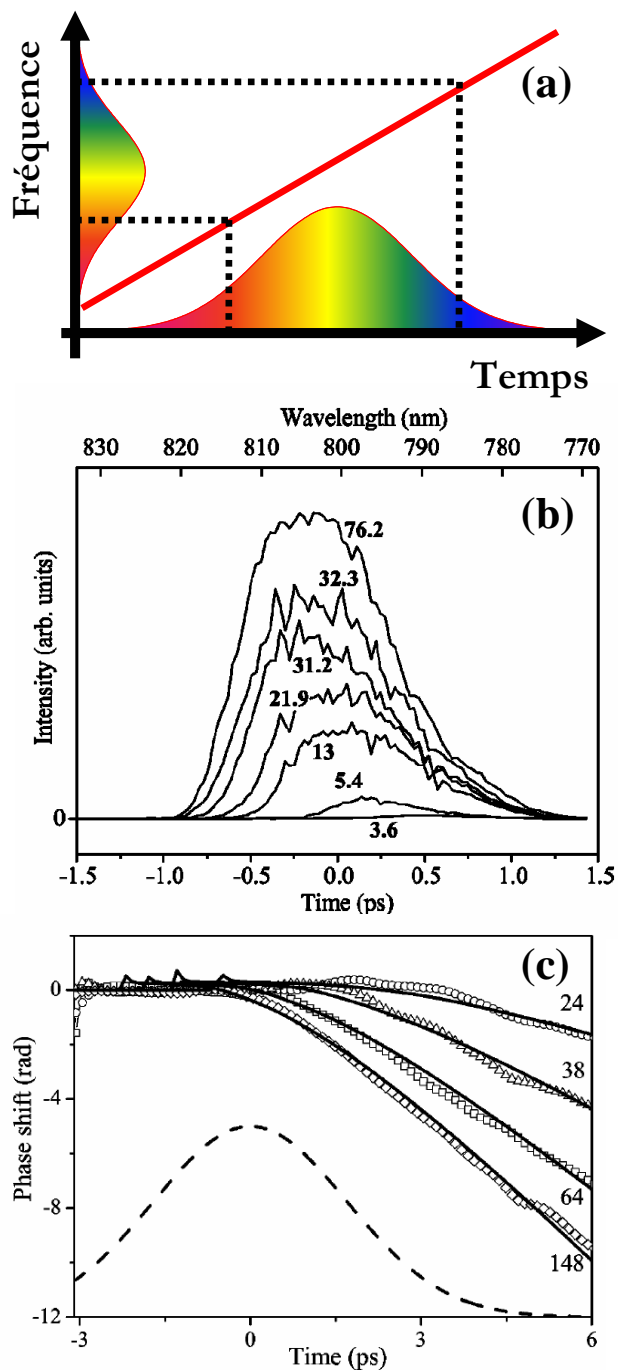 (a)
Fréquence
Temps
Wavelength (nm)
830 820 810 800 790 780 770
(b)
76.2
32.3
31.2
21.9
13
5.4
3.6
Intensity (arb. units)
0
-1.5 -1.0 -0.5 0.0 0.5 1.0 1.5
Time (ps)
(c)
0
24
38
-4
64
-8
148
-12
Phase shift (rad)
-3 0 3 6
Time (ps)